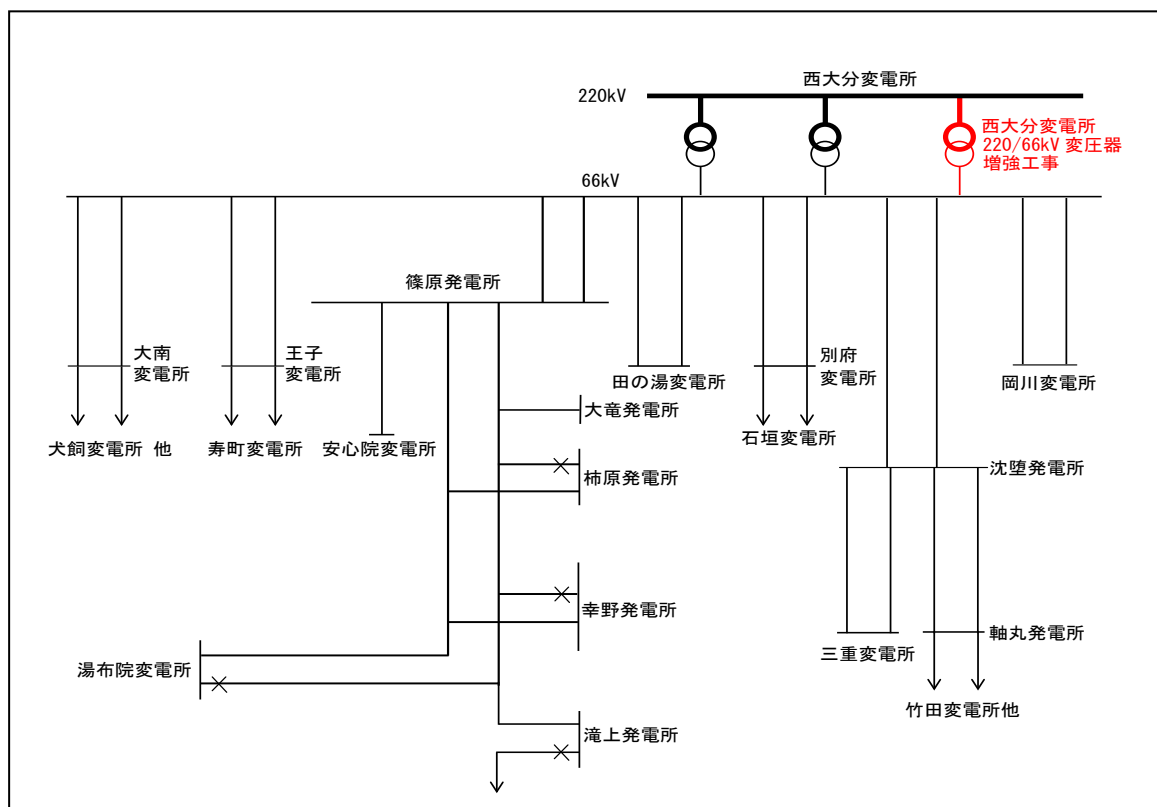 西大分変電所
220kV
西大分変電所
220/66kV 変圧器
増強工事
66kV
篠原発電所
大南
変電所
王子
変電所
田の湯変電所
別府
変電所
岡川変電所
大竜発電所
犬飼変電所 他
寿町変電所
安心院変電所
石垣変電所
柿原発電所
沈堕発電所
幸野発電所
軸丸発電所
三重変電所
湯布院変電所
竹田変電所他
滝上発電所